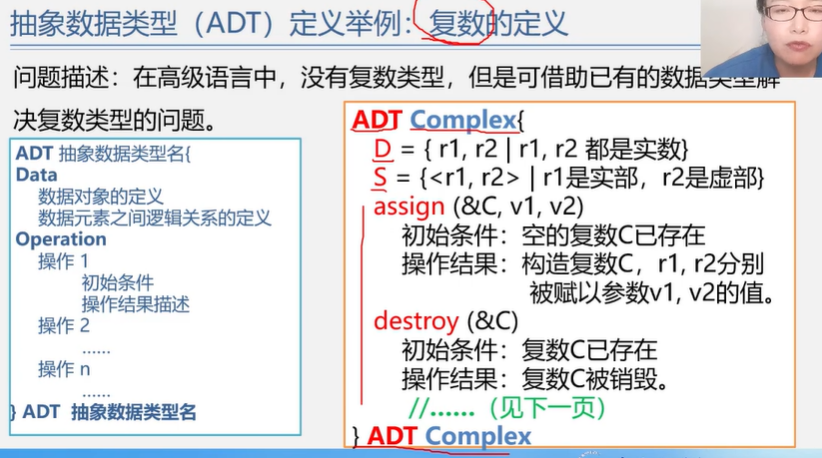 抽象数据类型（ADT）定义举例：复数的定义
问题描述：在高级语言中，没有复数类型，但是可借助已有的数据类型解
决复数类型的问题。
ADT 抽象数据类型名{
Data
数据对象的定义
数据元素之间逻辑关系的定义
Operation
操作 1
初始条件
操作结果描述
操作 2
……
操作 n
……
} ADT 抽象数据类型名
ADT Complex{
D = { r1, r2 | r1, r2 都是实数}
S = {<r1, r2> | r1是实部，r2是虚部}
assign (&C, v1, v2)
初始条件：空的复数C已存在
操作结果：构造复数C，r1, r2分别
被赋以参数v1, v2的值。
destroy (&C)
初始条件：复数C已存在
操作结果：复数C被销毁。
//……（见下一页）
} ADT Complex